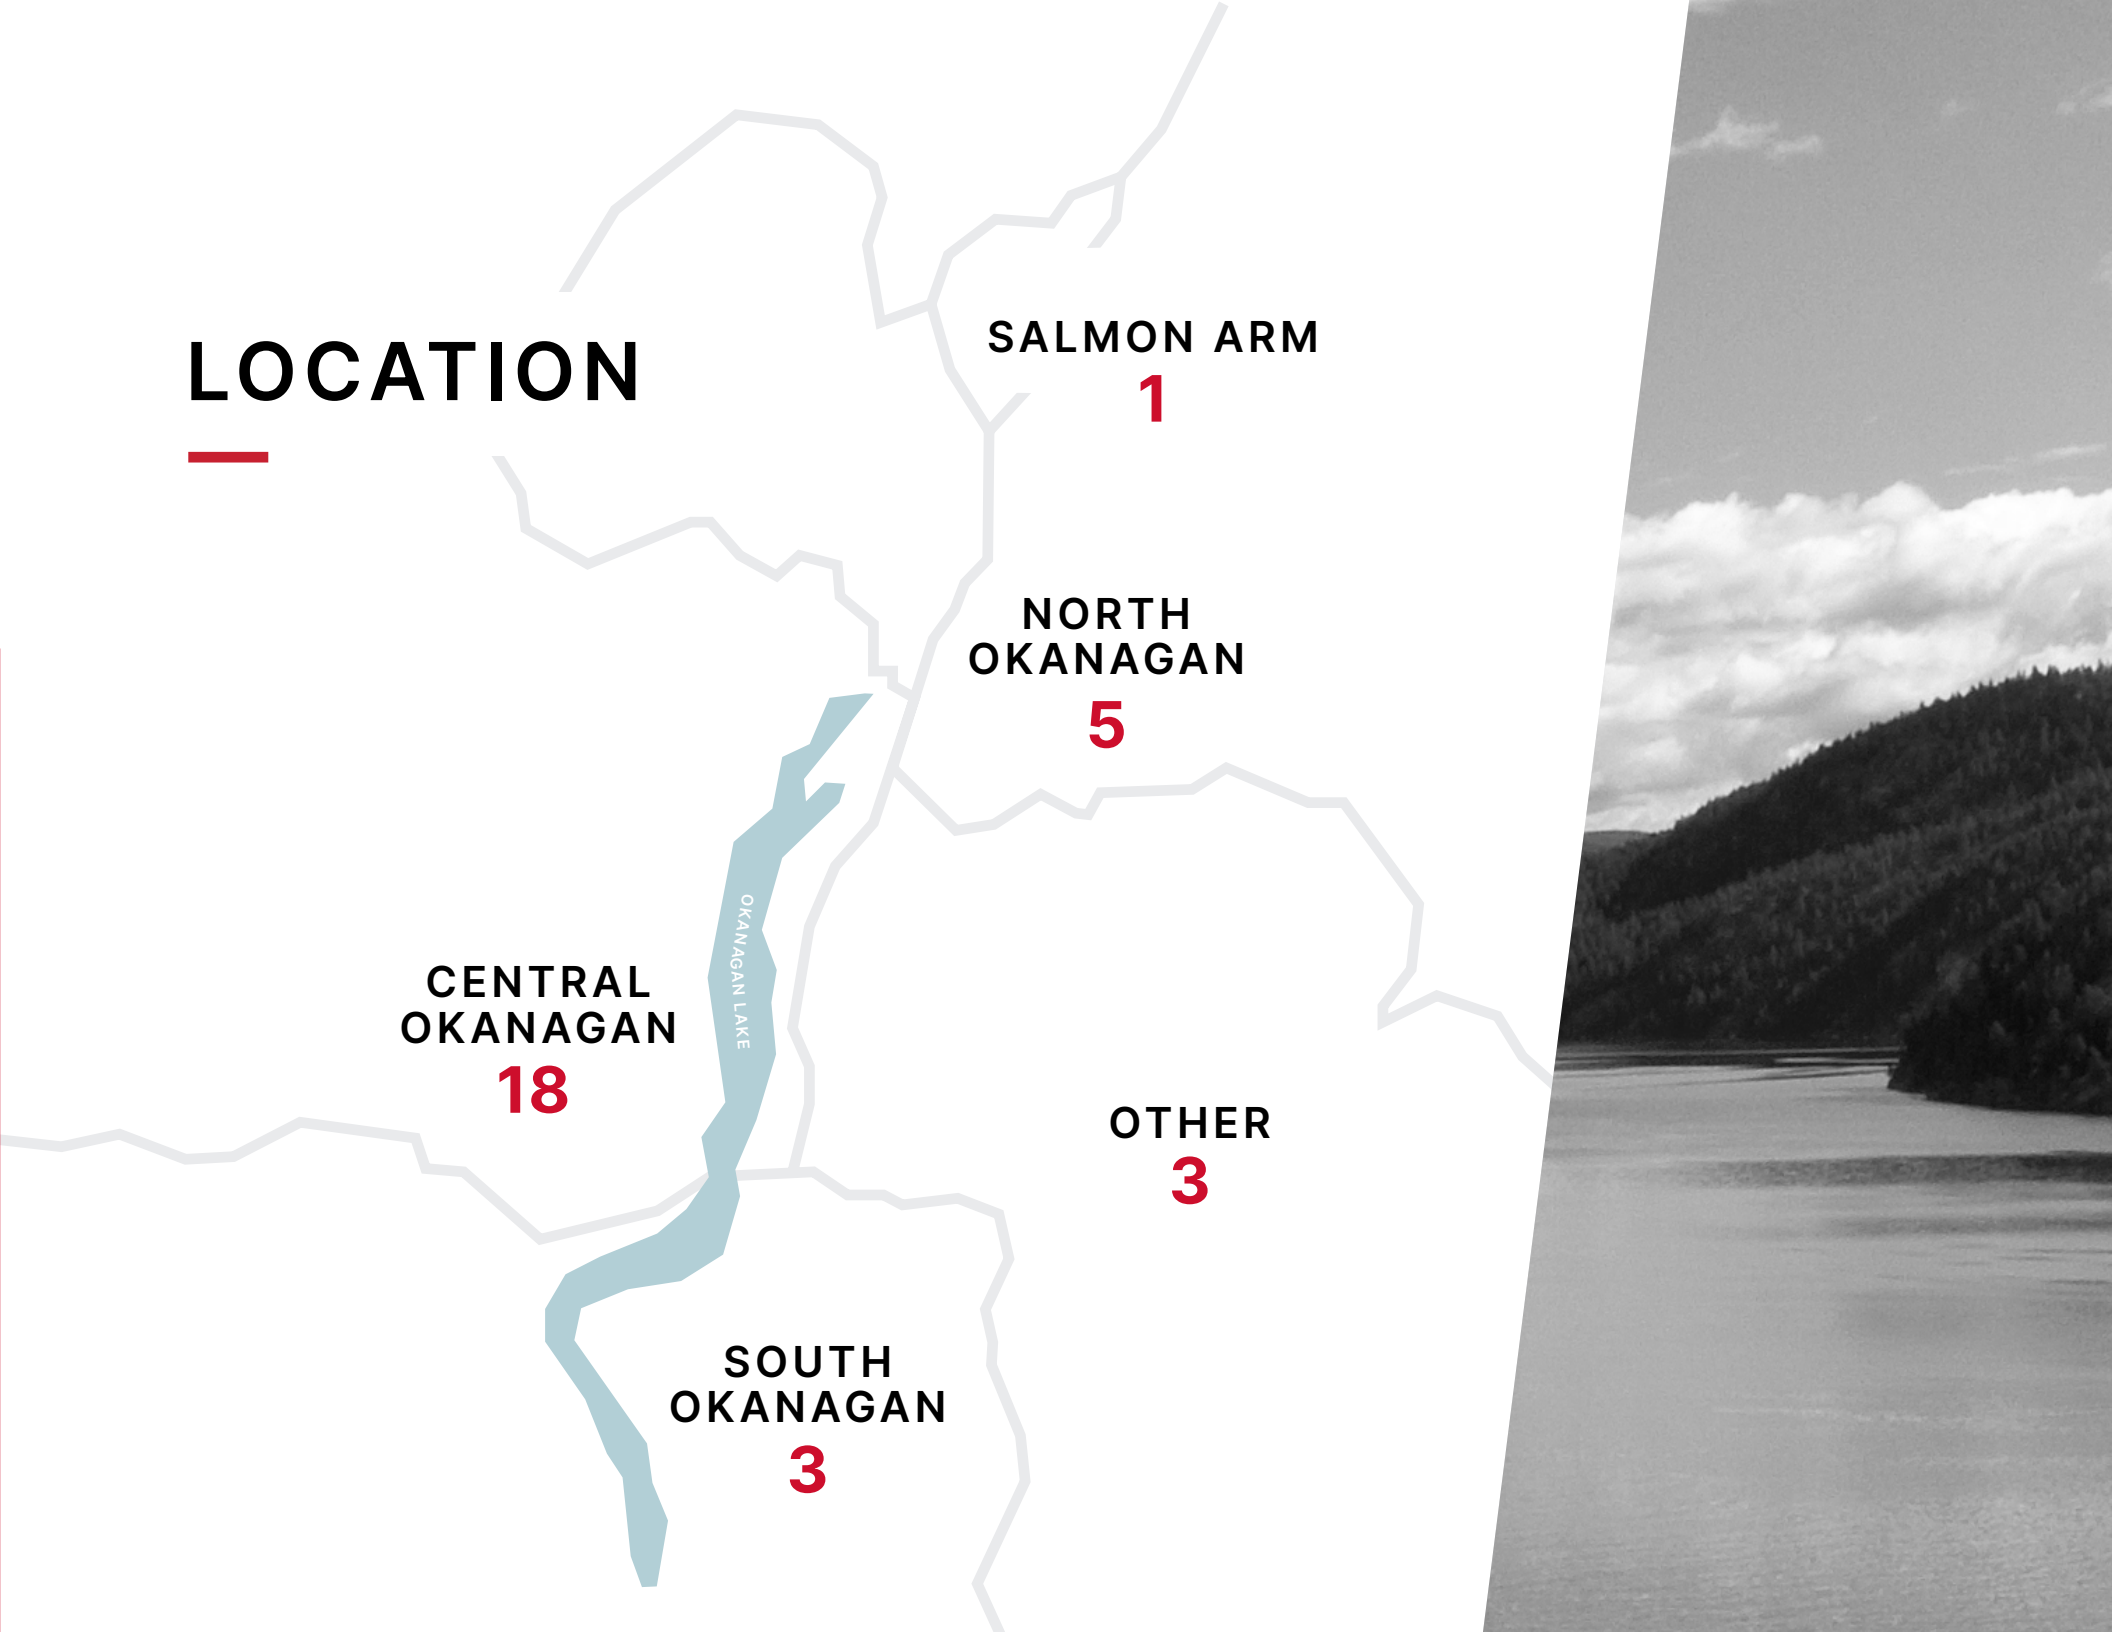 LOCATION
SALMON ARM
1
NORTH
OKANAGAN
5
OKANAGAN LAKE
CENTRAL
OKANAGAN
18
OTHER
3
SOUTH
OKANAGAN
3